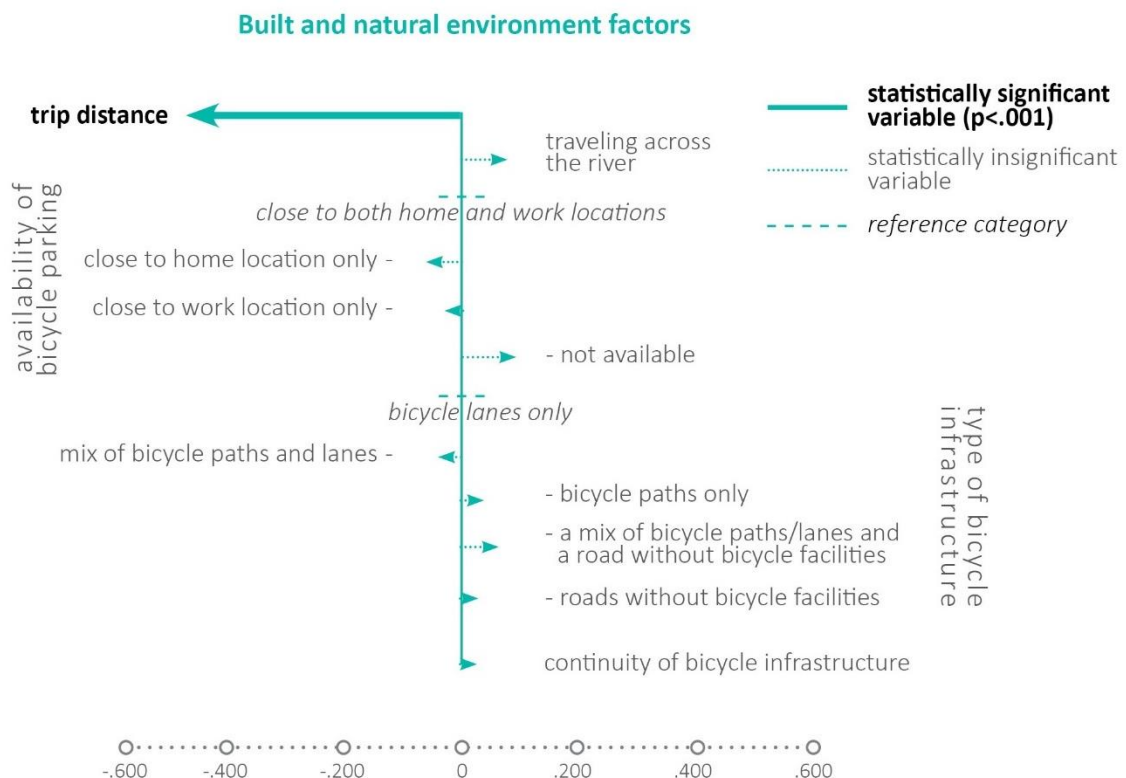 Built and natural environment factors
trip distance
statistically significant
variable (p<.001)
traveling across
the river
statistically insignificant
variable
availability of
bicycle parking
close to both home and work locations
reference category
close to home location only -
close to work location only -
- not available
bicycle lanes only
type of bicycle
infrastructure
mix of bicycle paths and lanes -
- bicycle paths only
- a mix of bicycle paths/lanes and
a road without bicycle facilities
- roads without bicycle facilities
continuity of bicycle infrastructure
-.600 -.400 -.200 0 .200 .400 .600